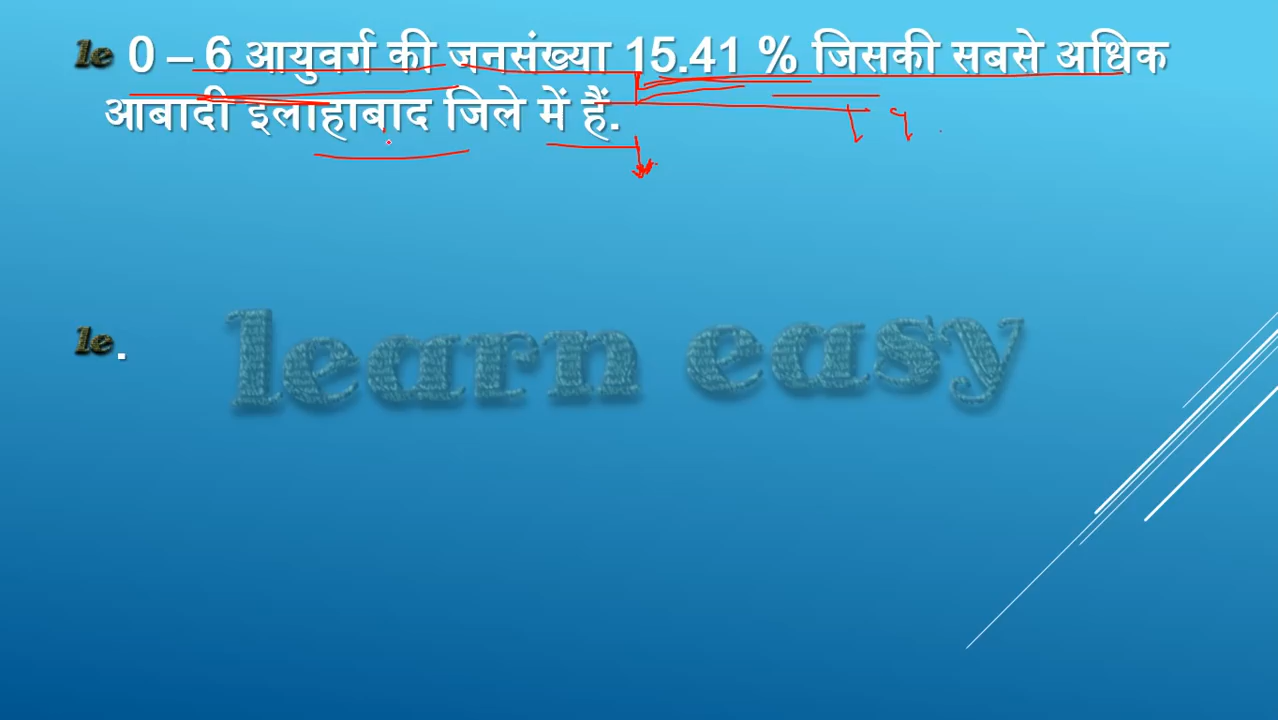 le 0 – 6 आयुवर्ग की जनसंख्या 15.41 % जिसकी सबसे अधिक
आबादी इलाहाबाद जिले में हैं.
le .
learn easy